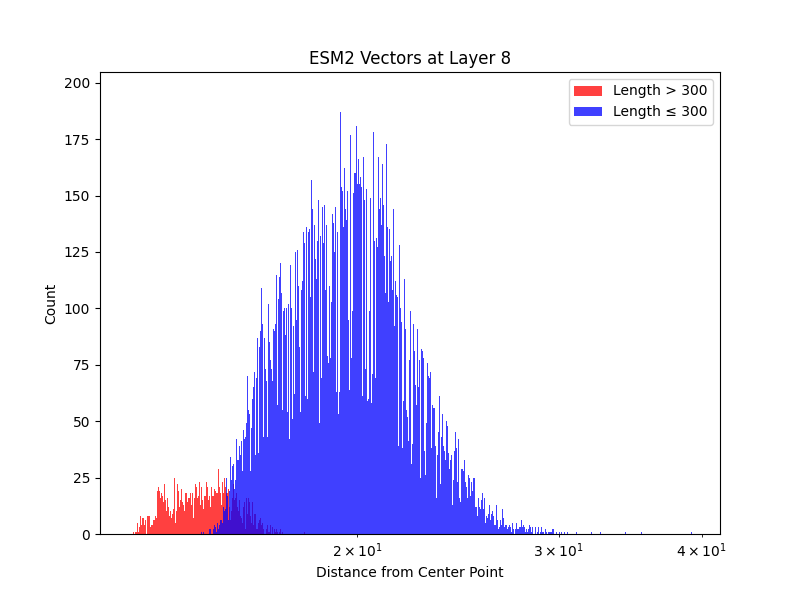 ESM2 Vectors at Layer 8
Length > 300
Length ≤ 300
200
175
150
125
100
75
50
25
0
Count
2 × 10¹
3 × 10¹
4 × 10¹
Distance from Center Point